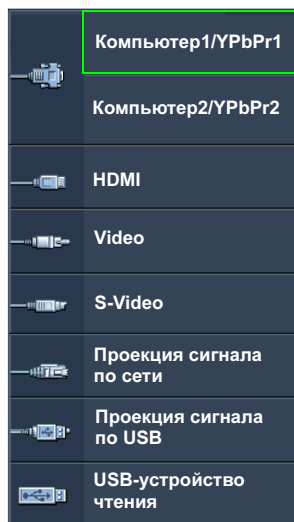 Компьютер1/YPbPr1
Компьютер2/YPbPr2
HDMI
Video
S-Video
Проекция сигнала
по сети
Проекция сигнала
по USB
USB-устройство
чтения